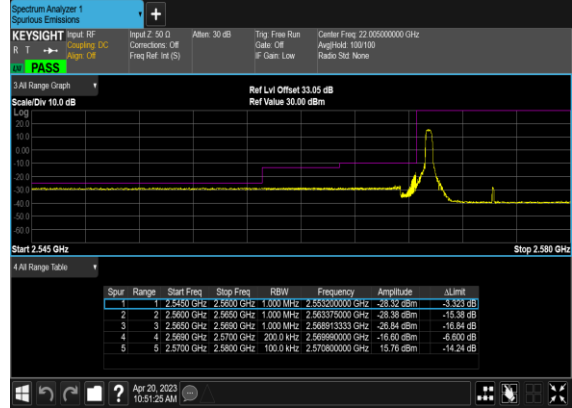 Spectrum Analyzer 1
Spurious Emissions
KEYSIGHT Input: RF Input Z: 50 Ω Atten: 30 dB Trig: Free Run Center Freq: 22.005000000 GHz
R T Coupling: DC Corrections: Off Gate: Off Avg|Hold: 100/100
Align: Off Freq Ref: Int (S) IF Gain: Low Radio Std: None
LW PASS
3 All Range Graph
Ref Lvl Offset 33.05 dB
Scale/Div 10.0 dB Ref Value 30.00 dBm
Log
20.0
10.0
0.00
-10.0
-20.0
-30.0
-40.0
-50.0
-60.0
Start 2.545 GHz Stop 2.580 GHz
4 All Range Table
Spur Range Start Freq Stop Freq RBW Frequency Amplitude ΔLimit
1 1 2.5450 GHz 2.5600 GHz 1.000 MHz 2.553200000 GHz -28.32 dBm -3.323 dB
2 2 2.5600 GHz 2.5650 GHz 1.000 MHz 2.563375000 GHz -28.38 dBm -15.38 dB
3 3 2.5650 GHz 2.5690 GHz 1.000 MHz 2.568913333 GHz -26.84 dBm -16.84 dB
4 4 2.5690 GHz 2.5700 GHz 200.0 kHz 2.569990000 GHz -16.60 dBm -6.600 dB
5 5 2.5700 GHz 2.5800 GHz 100.0 kHz 2.570800000 GHz 15.76 dBm -14.24 dB
? Apr 20, 2023
10:51:25 AM